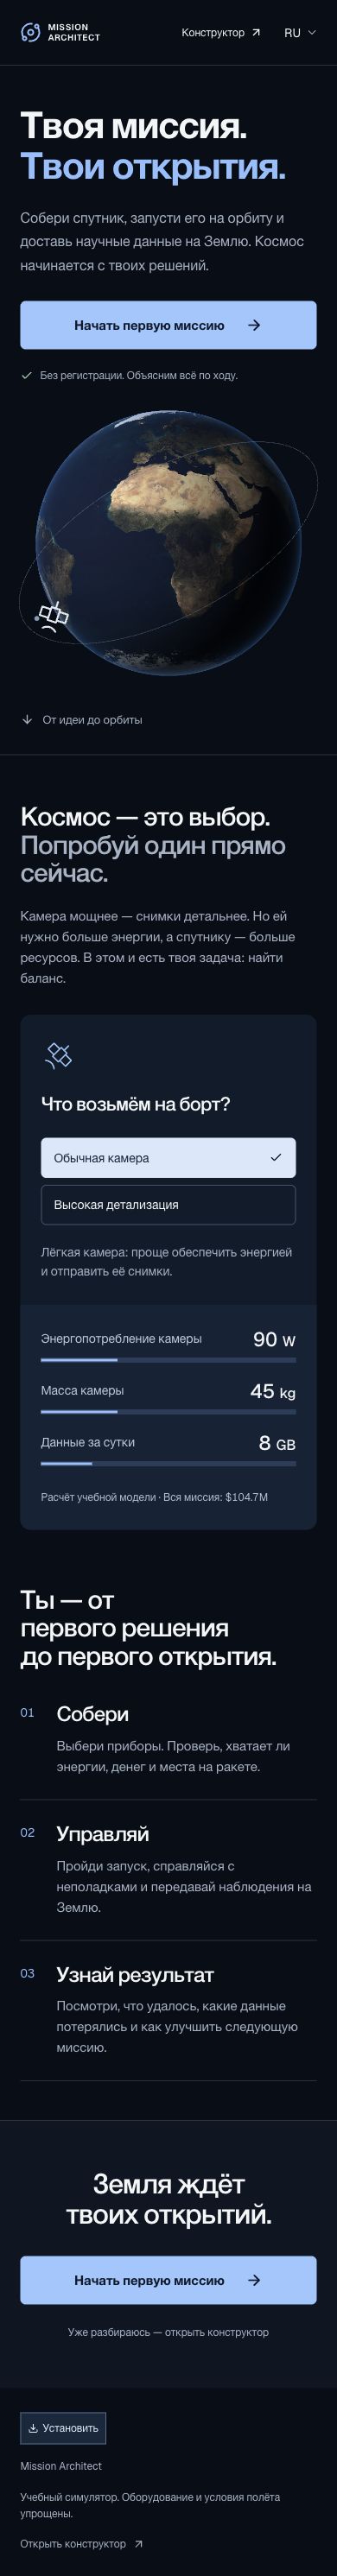 MISSION
ARCHITECT
Конструктор
RU
Твоя миссия.
Твои открытия.
Собери спутник, запусти его на орбиту и
доставь научные данные на Землю. Космос
начинается с твоих решений.
Начать первую миссию
Без регистрации. Объясним всё по ходу.
От идеи до орбиты
Космос — это выбор.
Попробуй один прямо
сейчас.
Камера мощнее — снимки детальнее. Но ей
нужно больше энергии, а спутнику — больше
ресурсов. В этом и есть твоя задача: найти
баланс.
Что возьмём на борт?
Обычная камера
Высокая детализация
Лёгкая камера: проще обеспечить энергией
и отправить её снимки.
Энергопотребление камеры 90 W
Масса камеры 45 kg
Данные за сутки 8 GB
Расчёт учебной модели · Вся миссия: $104.7M
Ты — от
первого решения
до первого открытия.
01 Собери
Выбери приборы. Проверь, хватает ли
энергии, денег и места на ракете.
02 Управляй
Пройди запуск, справляйся с
неполадками и передавай наблюдения на
Землю.
03 Узнай результат
Посмотри, что удалось, какие данные
потерялись и как улучшить следующую
миссию.
Земля ждёт
твоих открытий.
Начать первую миссию
Уже разбираюсь — открыть конструктор
Установить
Mission Architect
Учебный симулятор. Оборудование и условия полёта
упрощены.
Открыть конструктор